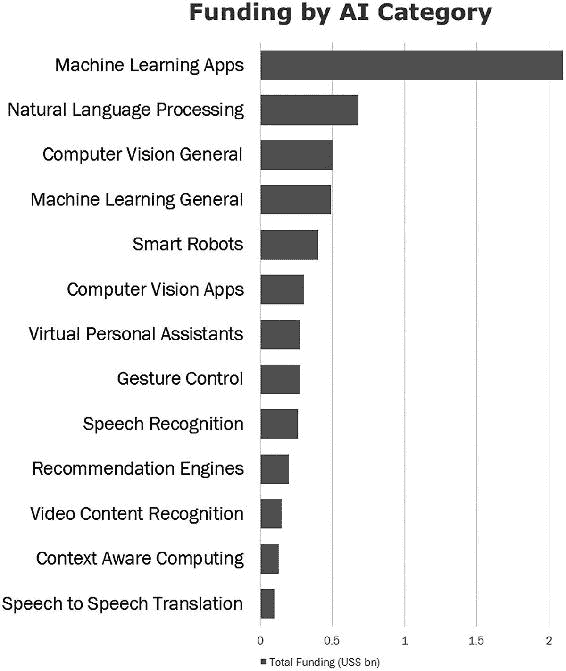 Funding by AI Category
Machine Learning Apps
Natural Language Processing
Computer Vision General
Machine Learning General
Smart Robots
Computer Vision Apps
Virtual Personal Assistants
Gesture Control
Speech Recognition
Recommendation Engines
Video Content Recognition
Context Aware Computing
Speech to Speech Translation
0 0.5 1 1.5 2
Total Funding (US$ bn)